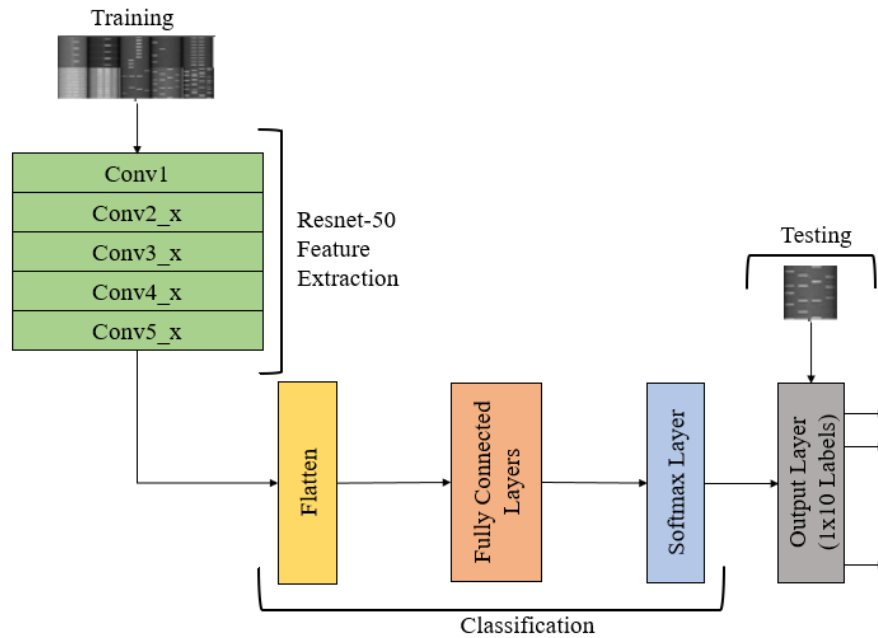 Training
Conv1
Conv2_x
Conv3_x
Conv4_x
Conv5_x
Resnet-50
Feature
Extraction
Testing
Flatten
Fully Connected
Layers
Softmax Layer
Output Layer
(1x10 Labels)
Classification